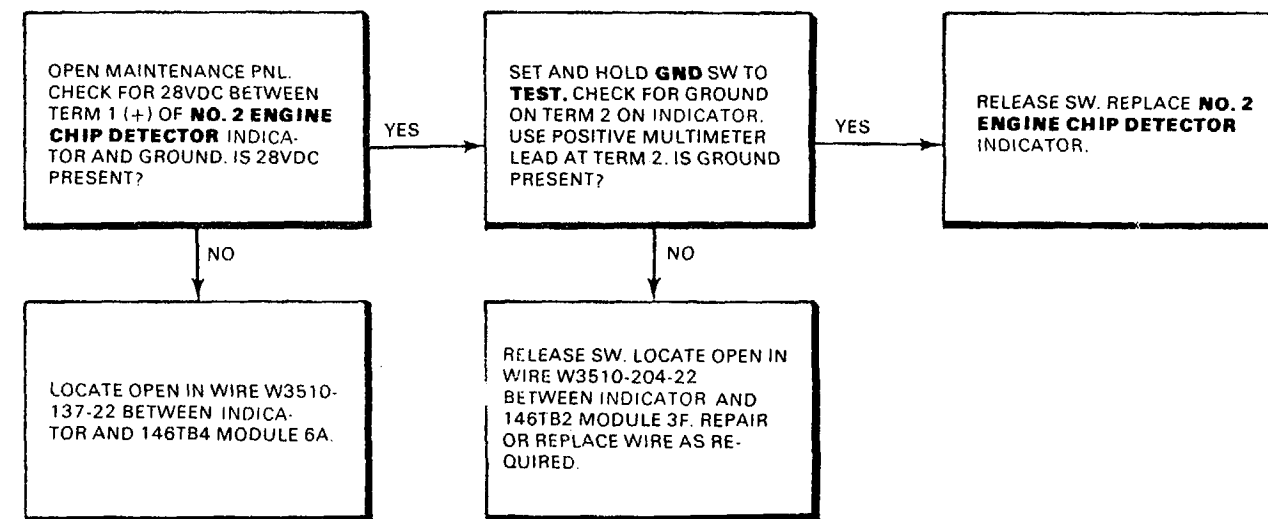 OPEN MAINTENANCE PNL.
CHECK FOR 28VDC BETWEEN
TERM 1 (+) OF NO. 2 ENGINE
CHIP DETECTOR INDICA-
TOR AND GROUND. IS 28VDC
PRESENT?
YES
SET AND HOLD GND SW TO
TEST. CHECK FOR GROUND
ON TERM 2 ON INDICATOR.
USE POSITIVE MULTIMETER
LEAD AT TERM 2. IS GROUND
PRESENT?
YES
RELEASE SW. REPLACE NO. 2
ENGINE CHIP DETECTOR
INDICATOR.
NO
NO
LOCATE OPEN IN WIRE W3510-
137-22 BETWEEN INDICA-
TOR AND 146TB4 MODULE 6A.
RELEASE SW. LOCATE OPEN IN
WIRE W3510-204-22
BETWEEN INDICATOR AND
146TB2 MODULE 3F. REPAIR
OR REPLACE WIRE AS RE-
QUIRED.